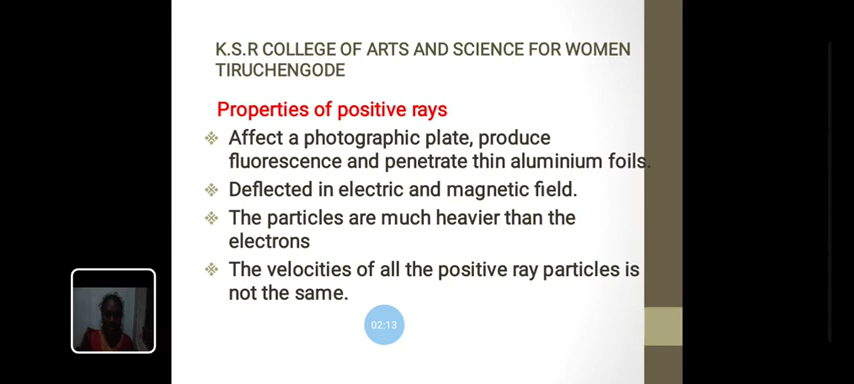 K.S.R COLLEGE OF ARTS AND SCIENCE FOR WOMEN
TIRUCHENGODE
Properties of positive rays
Affect a photographic plate, produce
fluorescence and penetrate thin aluminium foils.
Deflected in electric and magnetic field.
The particles are much heavier than the
electrons
The velocities of all the positive ray particles is
not the same.
02:13